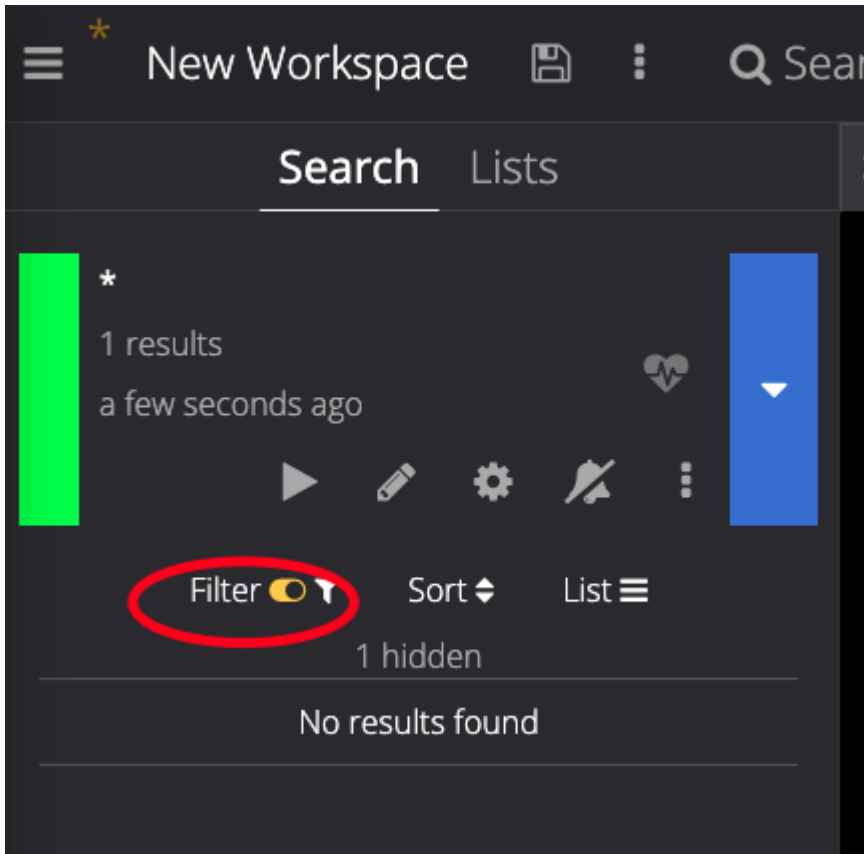 * New Workspace
Search Lists
*
1 results
a few seconds ago
Filter Sort List
1 hidden
No results found